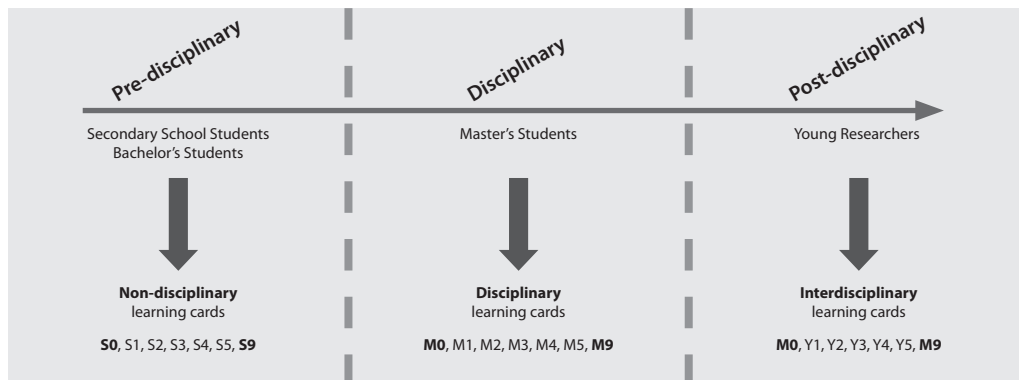 Pre-disciplinary
Disciplinary
Post-disciplinary
Secondary School Students
Bachelor's Students
Master's Students
Young Researchers
Non-disciplinary
learning cards
S0, S1, S2, S3, S4, S5, S9
Disciplinary
learning cards
M0, M1, M2, M3, M4, M5, M9
Interdisciplinary
learning cards
M0, Y1, Y2, Y3, Y4, Y5, M9